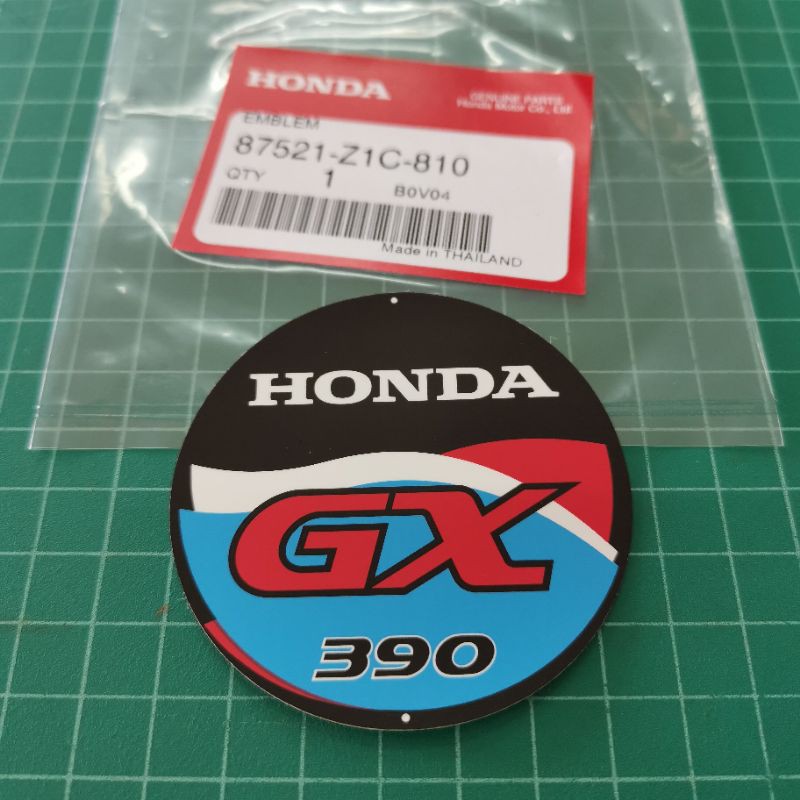 HONDA
GENUINE PARTS
Honda Motor Co., Ltd
EMBLEM
87521-Z1C-810
QTY 1 B0V04
Made in THAILAND
HONDA
GX
390